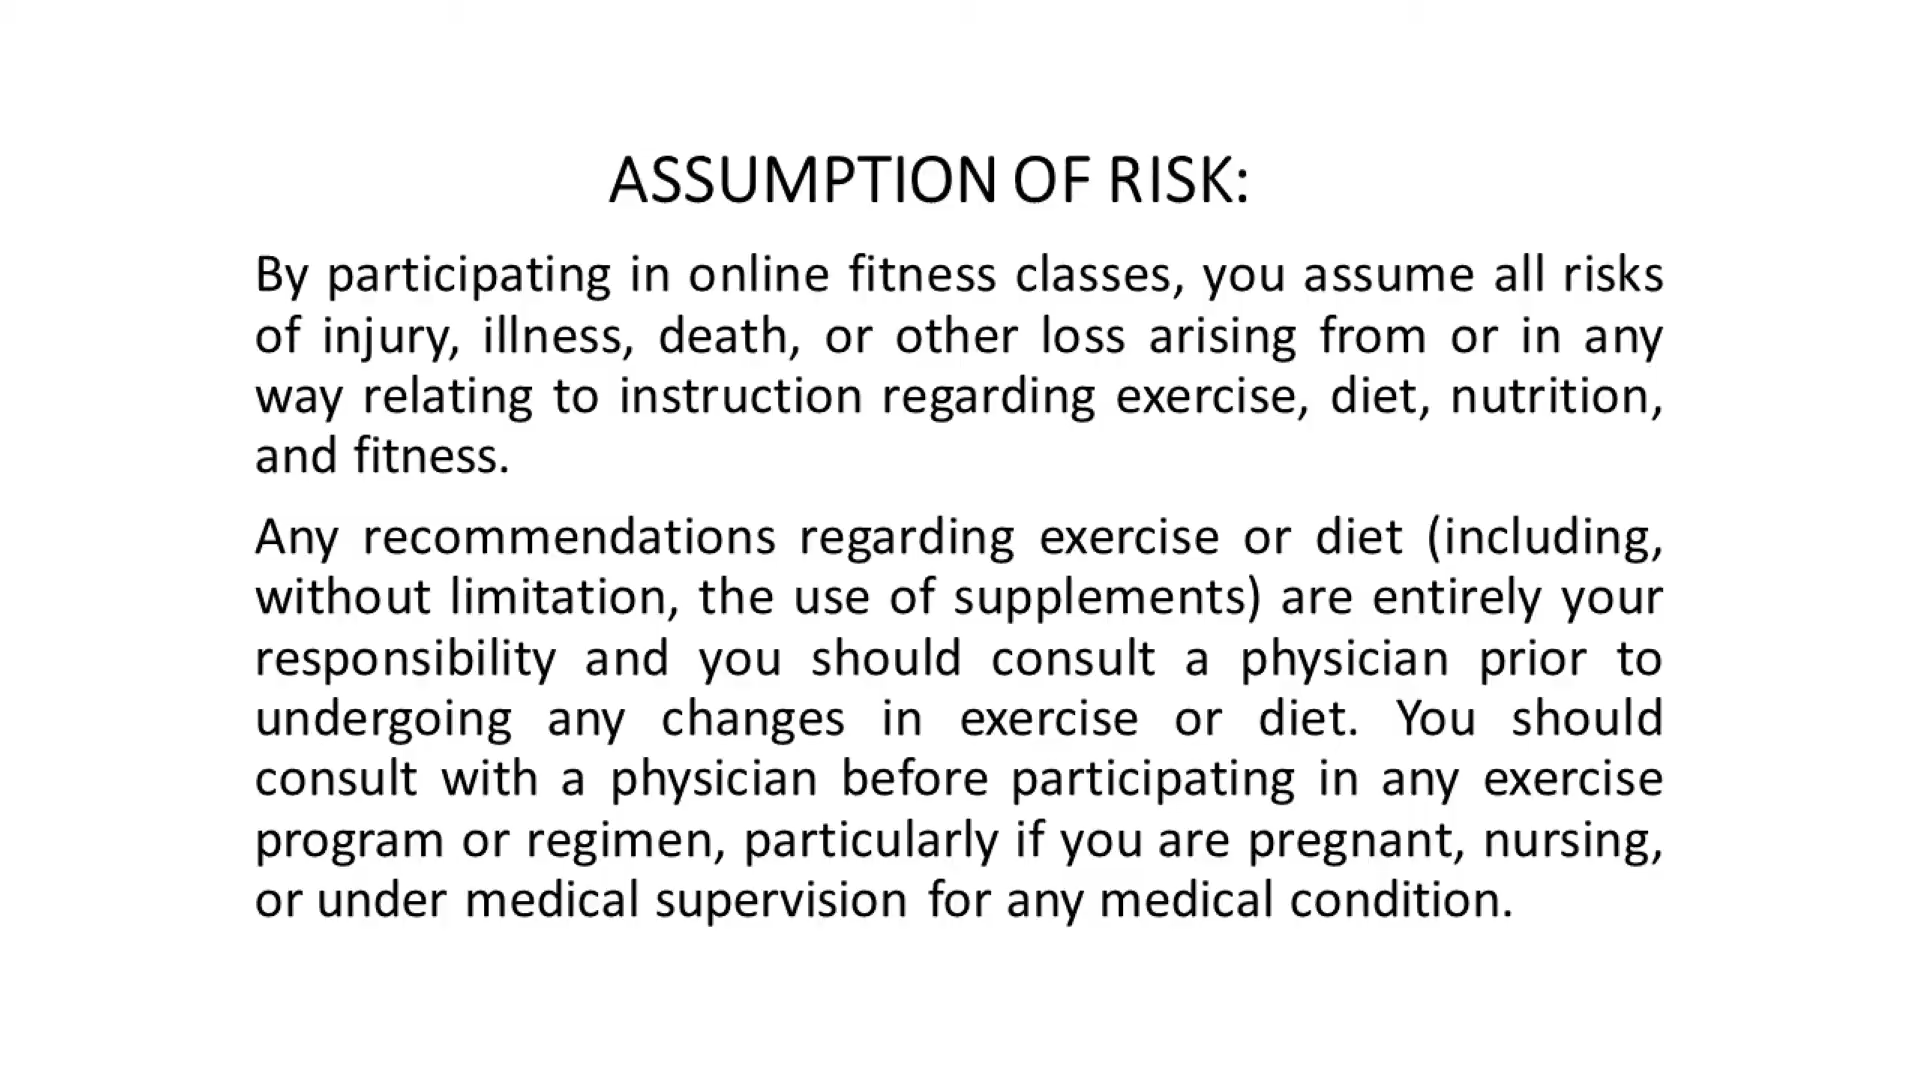 ASSUMPTION OF RISK:
By participating in online fitness classes, you assume all risks
of injury, illness, death, or other loss arising from or in any
way relating to instruction regarding exercise, diet, nutrition,
and fitness.
Any recommendations regarding exercise or diet (including,
without limitation, the use of supplements) are entirely your
responsibility and you should consult a physician prior to
undergoing any changes in exercise or diet. You should
consult with a physician before participating in any exercise
program or regimen, particularly if you are pregnant, nursing,
or under medical supervision for any medical condition.